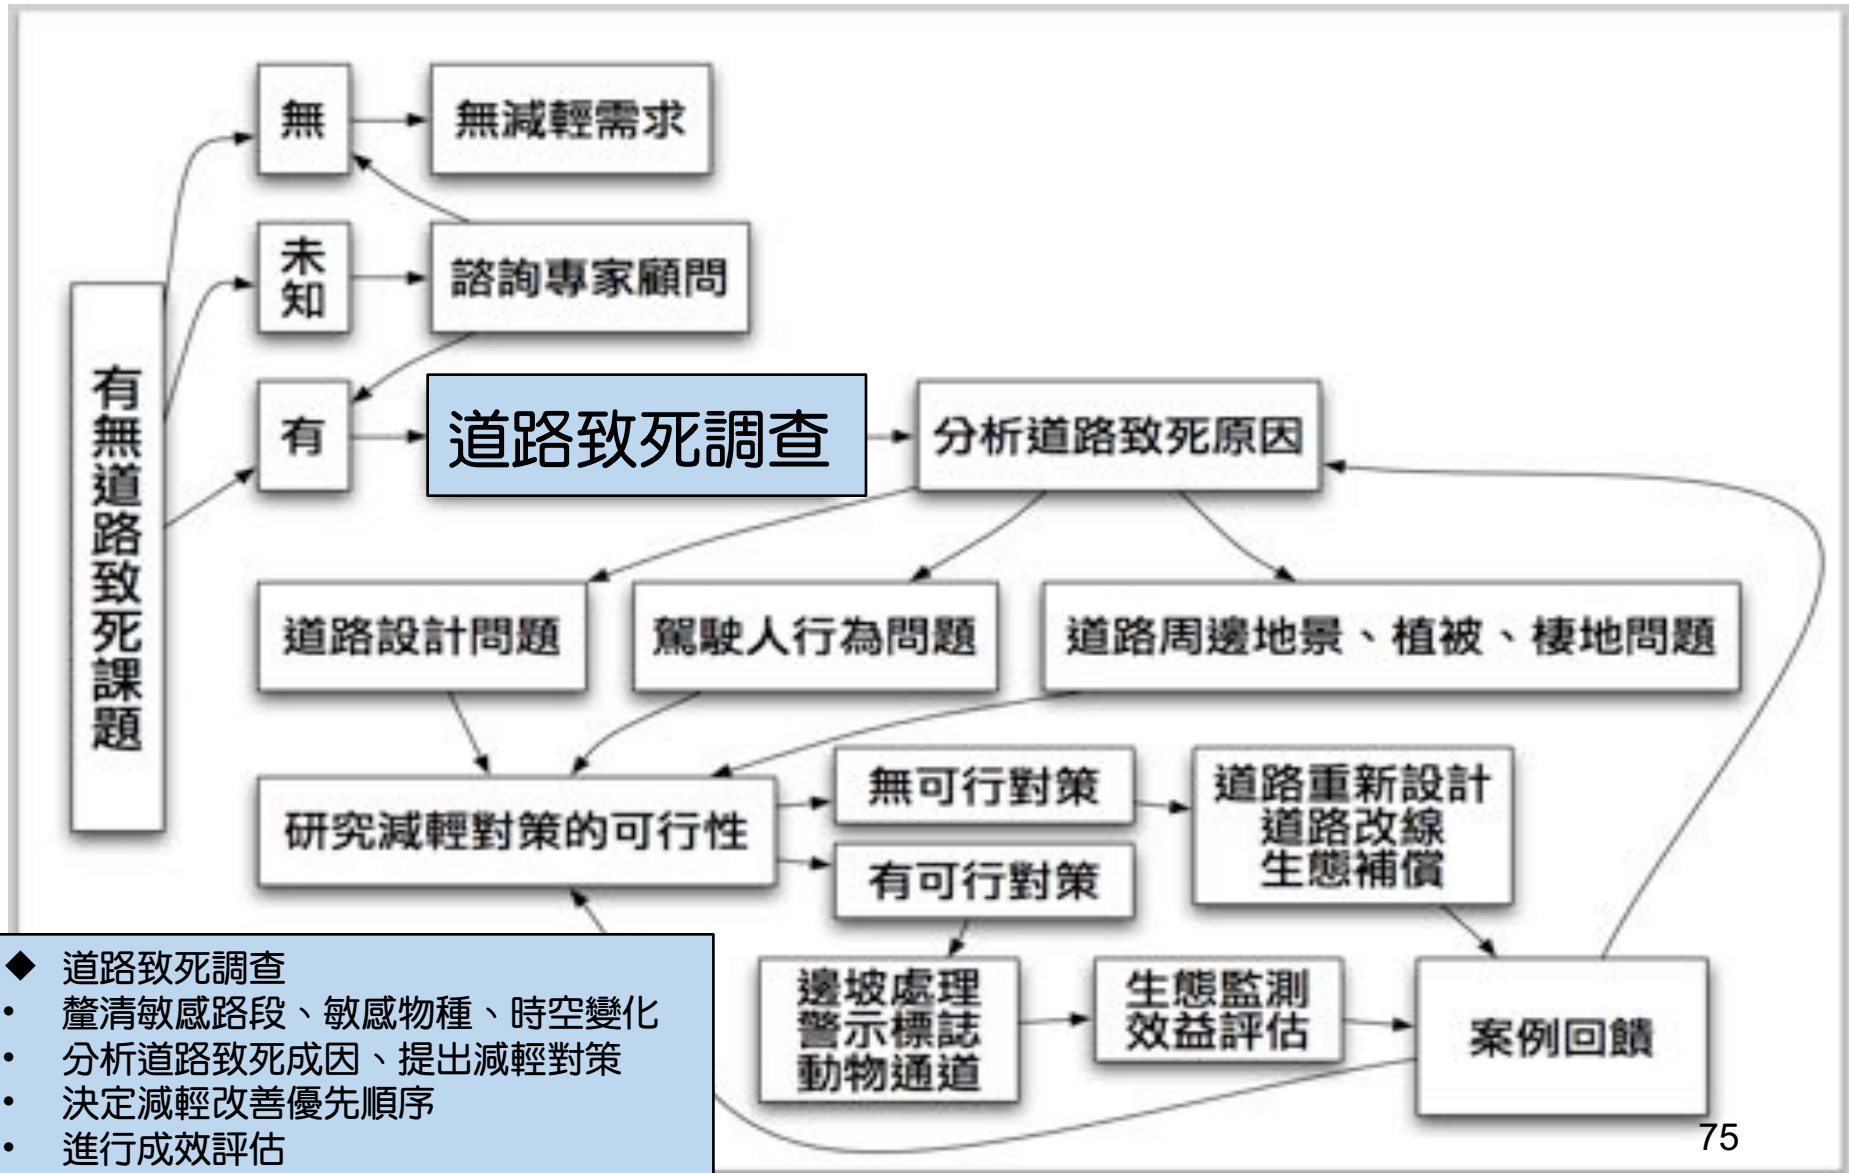 無
無減輕需求
未
知
諮詢專家顧問
有無道路致死課題
有
道路致死調查
分析道路致死原因
道路設計問題
駕駛人行為問題
道路周邊地景、植被、棲地問題
研究減輕對策的可行性
無可行對策
有可行對策
道路重新設計
道路改線
生態補償
邊坡處理
警示標誌
動物通道
生態監測
效益評估
案例回饋
◆ 道路致死調查
• 釐清敏感路段、敏感物種、時空變化
• 分析道路致死成因、提出減輕對策
• 決定減輕改善優先順序
• 進行成效評估
75